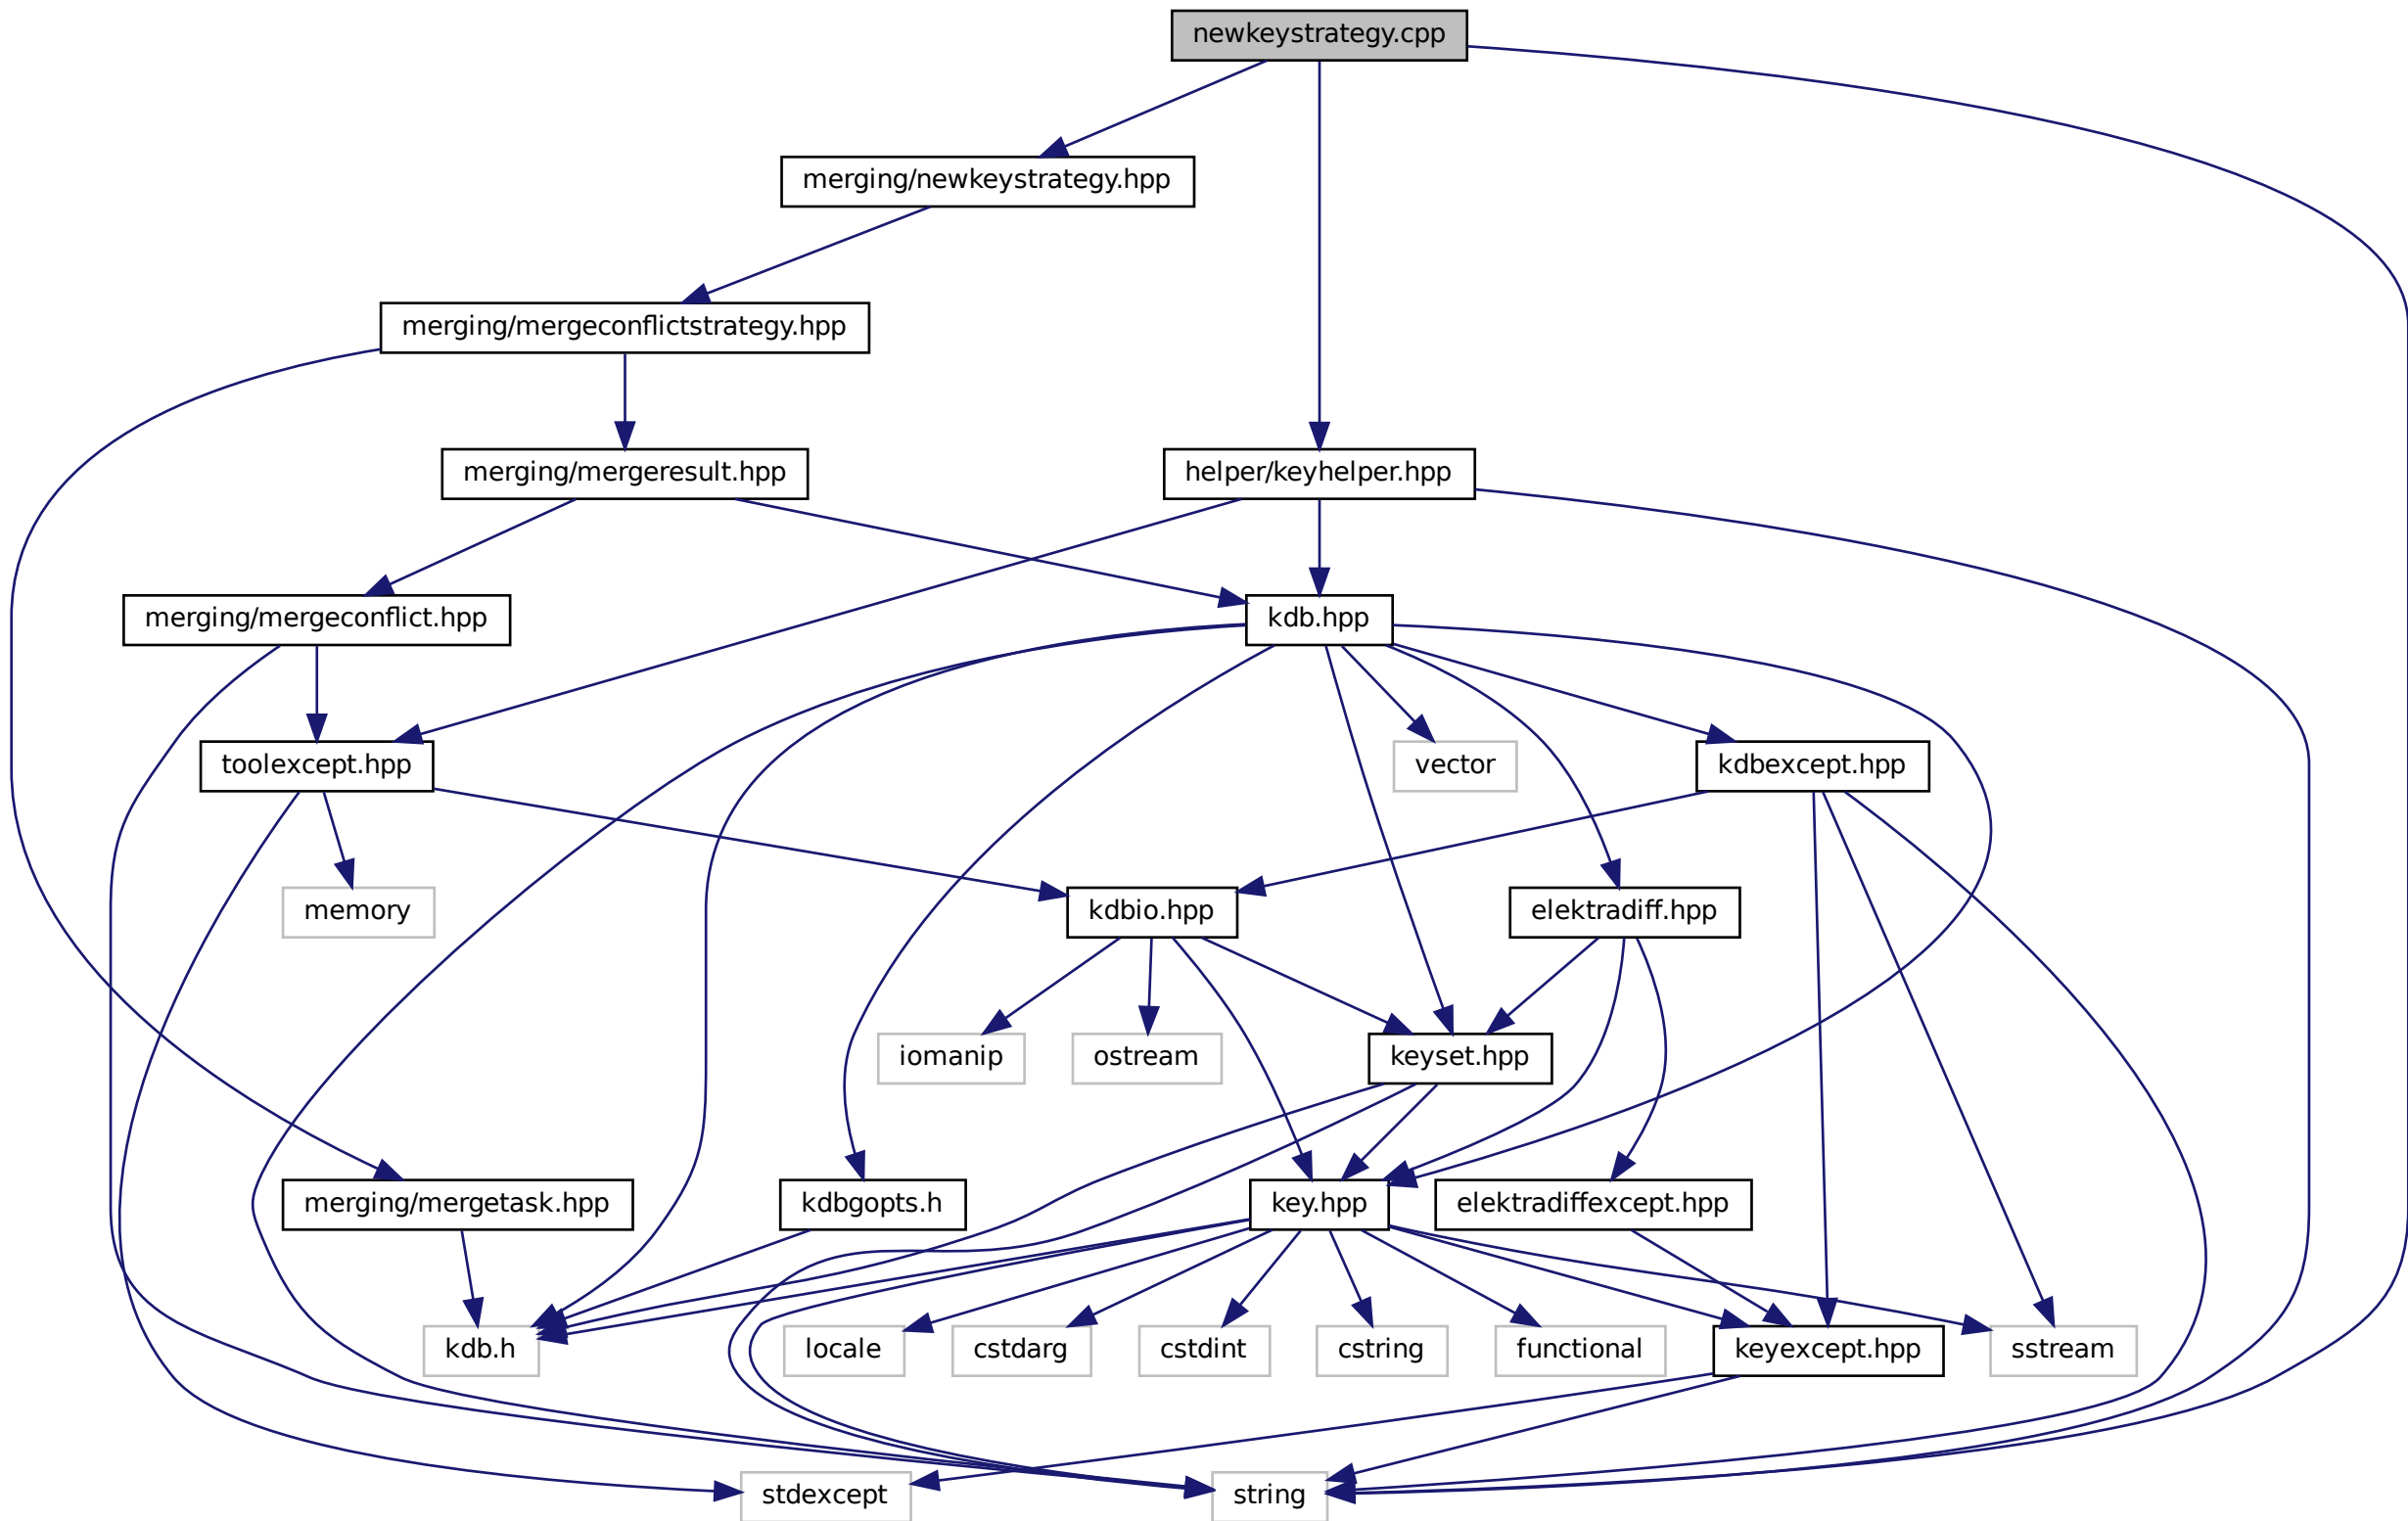 newkeystrategy.cpp
merging/newkeystrategy.hpp
merging/mergeconflictstrategy.hpp
merging/mergeresult.hpp
helper/keyhelper.hpp
merging/mergeconflict.hpp
kdb.hpp
toolexcept.hpp
vector
kdbexcept.hpp
memory
kdbio.hpp
elektradiff.hpp
iomanip
ostream
keyset.hpp
merging/mergetask.hpp
kdbgopts.h
key.hpp
elektradiffexcept.hpp
kdb.h
locale
cstdarg
cstdint
cstring
functional
keyexcept.hpp
sstream
stdexcept
string